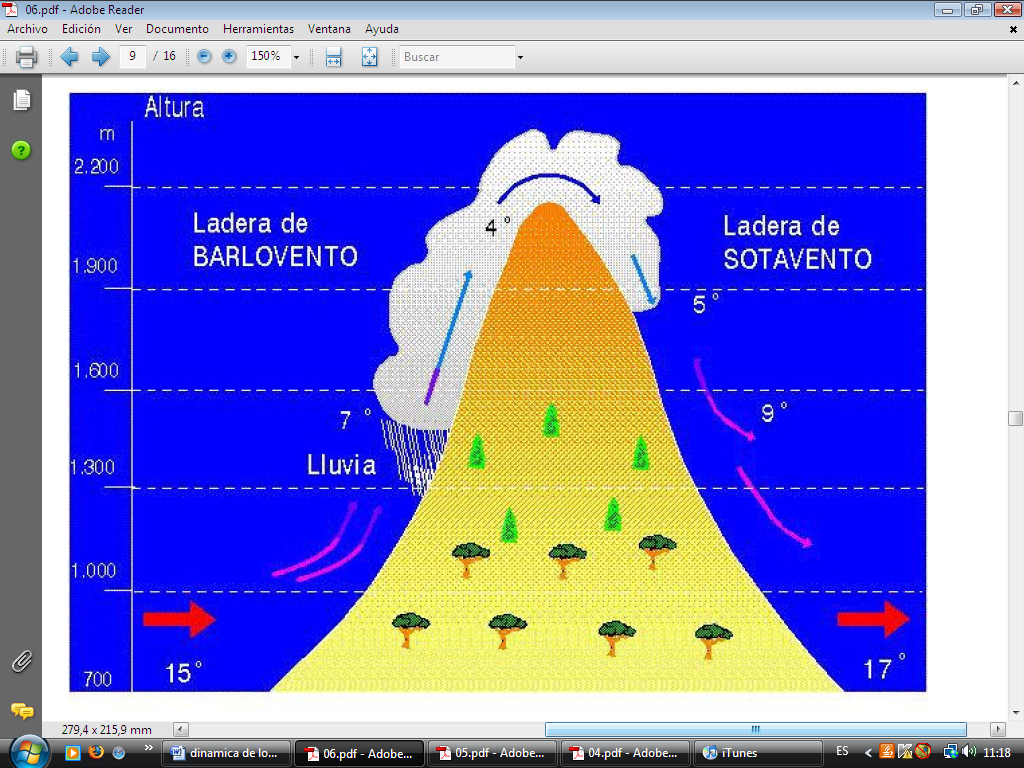 06.pdf - Adobe Reader
Archivo Edición Ver Documento Herramientas Ventana Ayuda
9 / 16 150% Buscar
Altura
m
2.200
1.900
1.600
1.300
1.000
700
Ladera de
BARLOVENTO
4°
Ladera de
SOTAVENTO
5°
7°
9°
Lluvia
15°
17°
279,4 x 215,9 mm
dinamica de lo... 06.pdf - Adobe... 05.pdf - Adobe... 04.pdf - Adobe... iTunes ES 11:18